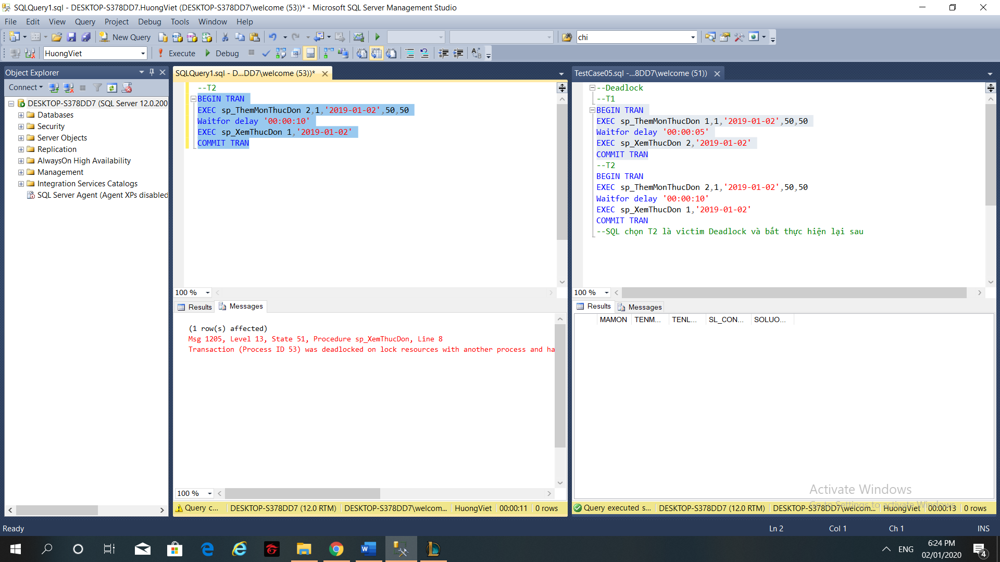 SQLQuery1.sql - DESKTOP-S378DD7.HuongViet (DESKTOP-S378DD7\welcome (53))* - Microsoft SQL Server Management Studio
File Edit View Query Project Debug Tools Window Help
New Query chi
HuongViet Execute Debug
Object Explorer
Connect
DESKTOP-S378DD7 (SQL Server 12.0.200
Databases
Security
Server Objects
Replication
AlwaysOn High Availability
Management
Integration Services Catalogs
SQL Server Agent (Agent XPs disabled
SQLQuery1.sql - D...DD7\welcome (53))*
--T2
BEGIN TRAN
EXEC sp_ThemMonThucDon 2,1,'2019-01-02',50,50
Waitfor delay '00:00:10'
EXEC sp_XemThucDon 1,'2019-01-02'
COMMIT TRAN
100 %
Results Messages
(1 row(s) affected)
Msg 1205, Level 13, State 51, Procedure sp_XemThucDon, Line 8
Transaction (Process ID 53) was deadlocked on lock resources with another process and ha
100 %
Query c... DESKTOP-S378DD7 (12.0 RTM) DESKTOP-S378DD7\welcom... HuongViet 00:00:11 0 rows
TestCase05.sql -...8DD7\welcome (51))
--Deadlock
--T1
BEGIN TRAN
EXEC sp_ThemMonThucDon 1,1,'2019-01-02',50,50
Waitfor delay '00:00:05'
EXEC sp_XemThucDon 2,'2019-01-02'
COMMIT TRAN
--T2
BEGIN TRAN
EXEC sp_ThemMonThucDon 2,1,'2019-01-02',50,50
Waitfor delay '00:00:10'
EXEC sp_XemThucDon 1,'2019-01-02'
COMMIT TRAN
--SQL chọn T2 là victim Deadlock và bắt thực hiện lại sau
100 %
Results Messages
MAMON TENM... TENL... SL_CON... SOLUO...
Activate Windows
Go to Settings to activate Windows.
Query executed s... DESKTOP-S378DD7 (12.0 RTM) DESKTOP-S378DD7\welcom... HuongViet 00:00:13 0 rows
Ready Ln 2 Col 1 Ch 1 INS
ENG
6:24 PM
02/01/2020
4